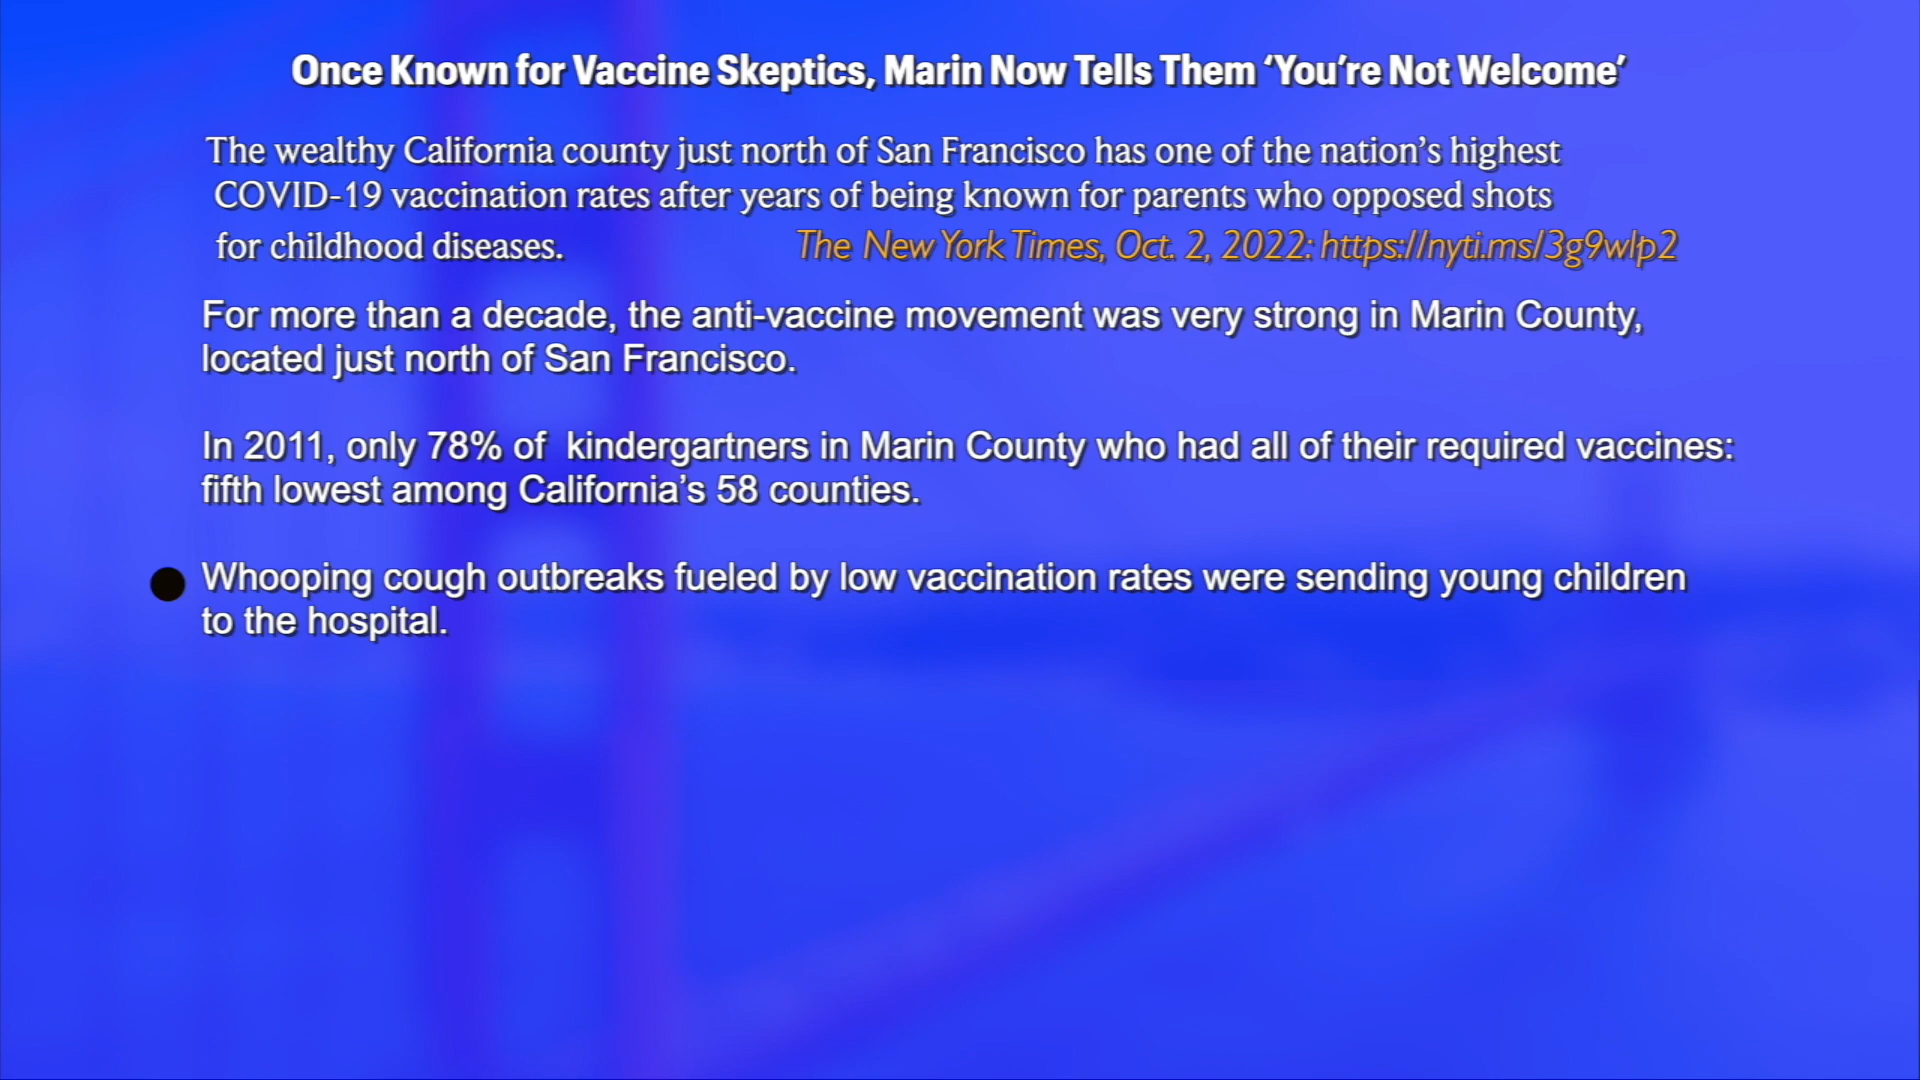 Once Known for Vaccine Skeptics, Marin Now Tells Them ‘You’re Not Welcome’
The wealthy California county just north of San Francisco has one of the nation’s highest
COVID-19 vaccination rates after years of being known for parents who opposed shots
for childhood diseases. The New York Times, Oct. 2, 2022: https://nyti.ms/3g9wlp2
For more than a decade, the anti-vaccine movement was very strong in Marin County,
located just north of San Francisco.
In 2011, only 78% of kindergartners in Marin County who had all of their required vaccines:
fifth lowest among California’s 58 counties.
Whooping cough outbreaks fueled by low vaccination rates were sending young children
to the hospital.